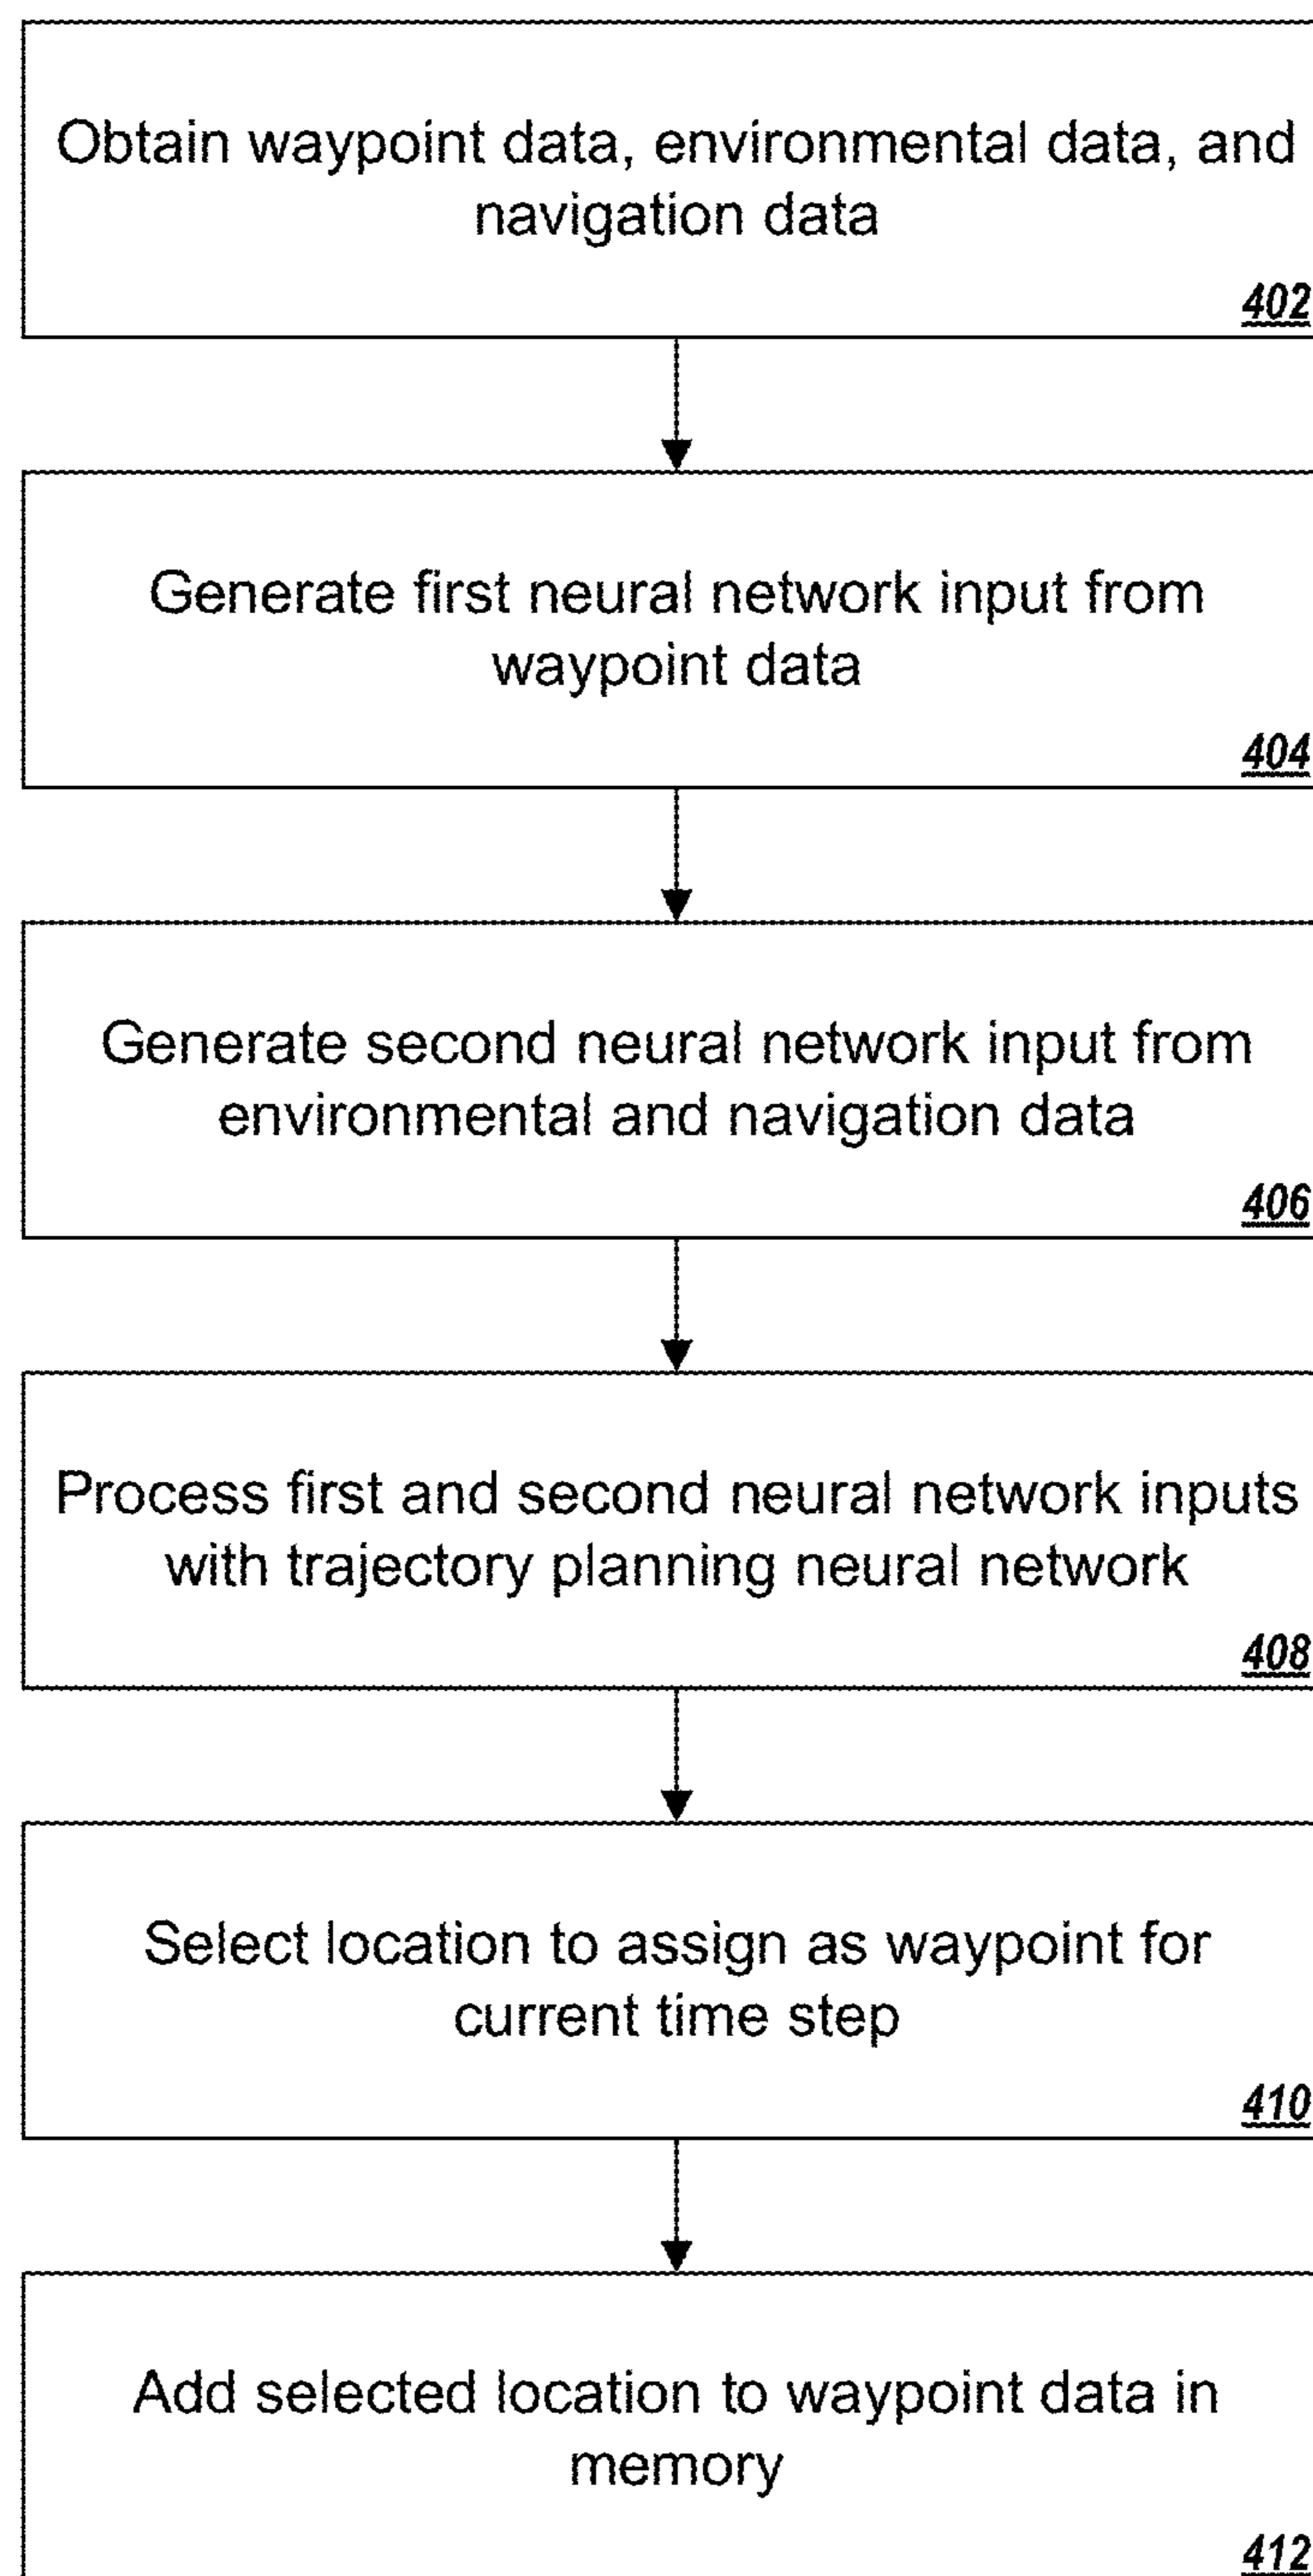 Obtain waypoint data, environmental data, and
navigation data
402
Generate first neural network input from
waypoint data
404
Generate second neural network input from
environmental and navigation data
406
Process first and second neural network inputs
with trajectory planning neural network
408
Select location to assign as waypoint for
current time step
410
Add selected location to waypoint data in
memory
412